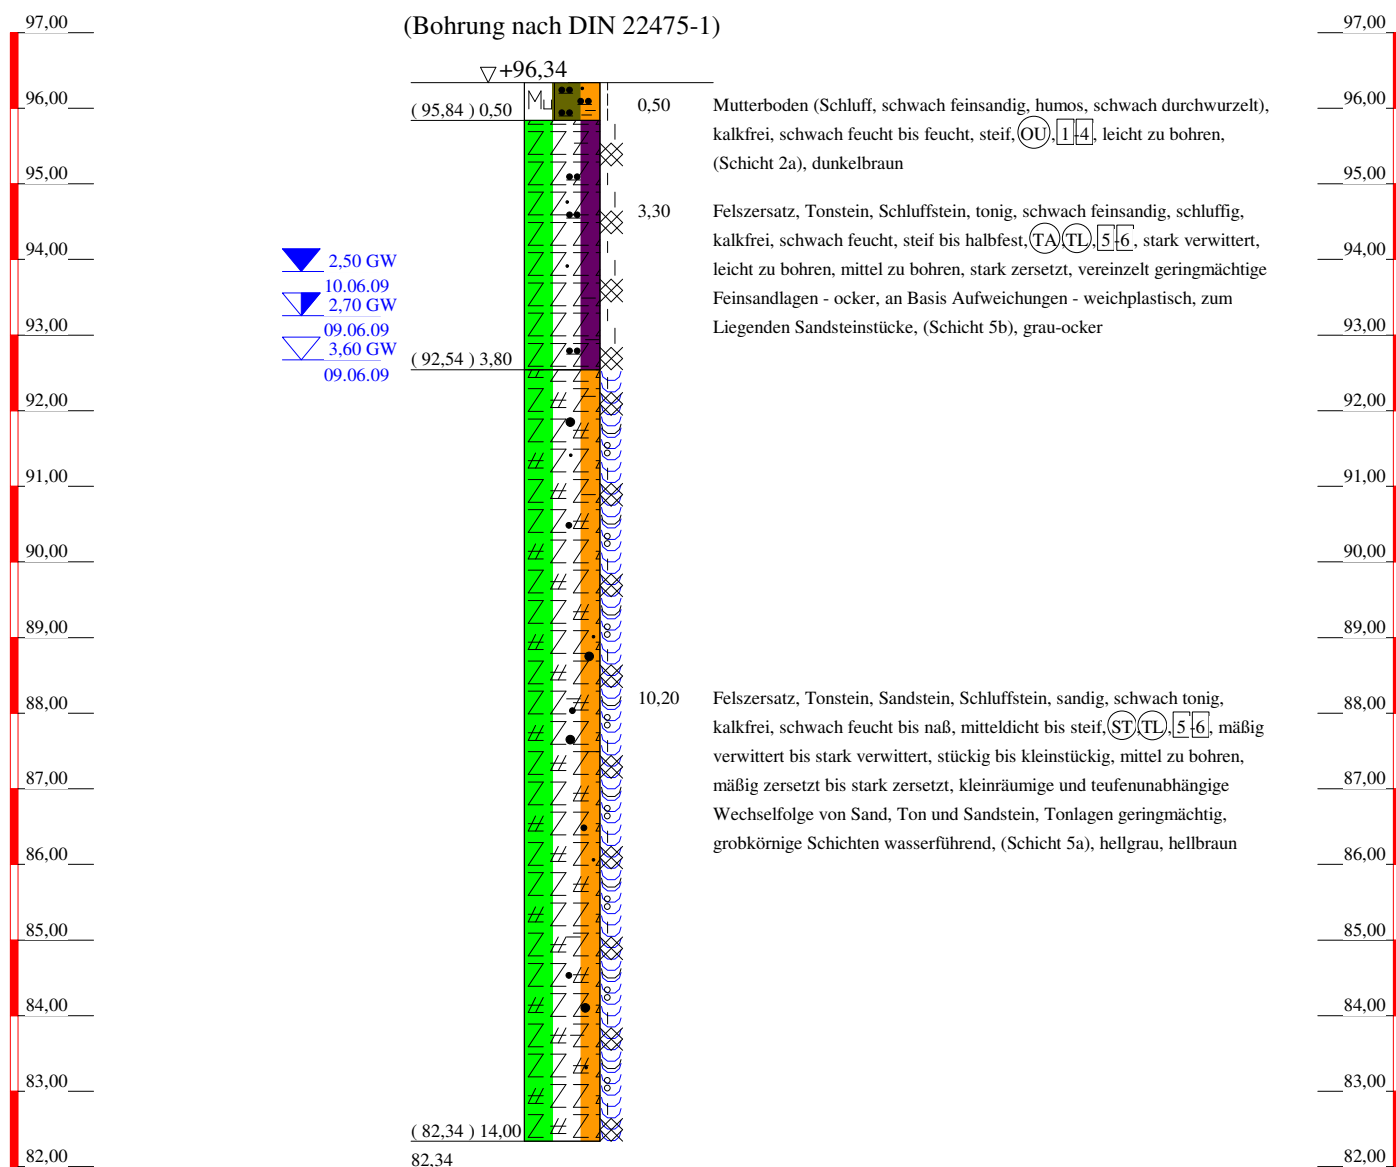 (Bohrung nach DIN 22475-1)
97,00
97,00
+96,34
96,00
( 95,84 ) 0,50
Mu
0,50
Mutterboden (Schluff, schwach feinsandig, humos, schwach durchwurzelt),
kalkfrei, schwach feucht bis feucht, steif, OU, 1-4, leicht zu bohren,
(Schicht 2a), dunkelbraun
96,00
95,00
95,00
3,30
Felszersatz, Tonstein, Schluffstein, tonig, schwach feinsandig, schluffig,
kalkfrei, schwach feucht, steif bis halbfest, TA, TL, 5-6, stark verwittert,
leicht zu bohren, mittel zu bohren, stark zersetzt, vereinzelt geringmächtige
Feinsandlagen - ocker, an Basis Aufweichungen - weichplastisch, zum
Liegenden Sandsteinstücke, (Schicht 5b), grau-ocker
94,00
94,00
2,50 GW
10.06.09
2,70 GW
09.06.09
3,60 GW
09.06.09
93,00
93,00
( 92,54 ) 3,80
92,00
92,00
91,00
91,00
90,00
90,00
89,00
89,00
88,00
88,00
10,20
Felszersatz, Tonstein, Sandstein, Schluffstein, sandig, schwach tonig,
kalkfrei, schwach feucht bis naß, mitteldicht bis steif, ST, TL, 5-6, mäßig
verwittert bis stark verwittert, stückig bis kleinstückig, mittel zu bohren,
mäßig zersetzt bis stark zersetzt, kleinräumige und teufenunabhängige
Wechselfolge von Sand, Ton und Sandstein, Tonlagen geringmächtig,
grobkörnige Schichten wasserführend, (Schicht 5a), hellgrau, hellbraun
87,00
87,00
86,00
86,00
85,00
85,00
84,00
84,00
83,00
83,00
( 82,34 ) 14,00
82,34
82,00
82,00